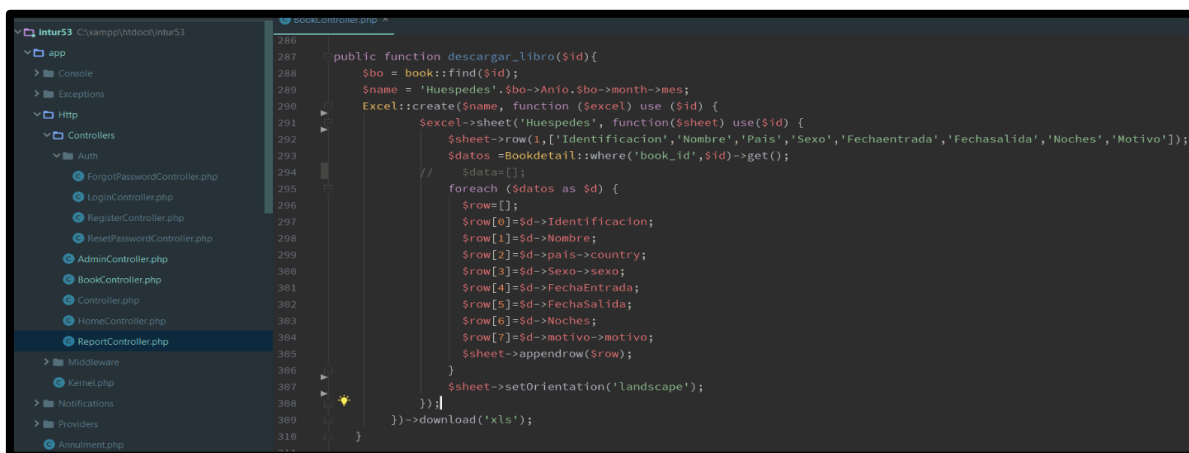 intur53 C:\xampp\htdocs\intur53
app
Console
Exceptions
Http
Controllers
Auth
ForgotPasswordController.php
LoginController.php
RegisterController.php
ResetPasswordController.php
AdminController.php
BookController.php
Controller.php
HomeController.php
ReportController.php
Middleware
Kernel.php
Notifications
Providers
Annulment.php
BookController.php ×
286
287 public function descargar_libro($id){
288 $bo = book::find($id);
289 $name = 'Huespedes'.$bo->Anio.$bo->month->mes;
290 Excel::create($name, function ($excel) use ($id) {
291 $excel->sheet('Huespedes', function($sheet) use($id) {
292 $sheet->row(1,['Identificacion','Nombre','Pais','Sexo','Fechaentrada','Fechasalida','Noches','Motivo']);
293 $datos =Bookdetail::where('book_id',$id)->get();
294 // $data=[];
295 foreach ($datos as $d) {
296 $row=[];
297 $row[0]=$d->Identificacion;
298 $row[1]=$d->Nombre;
299 $row[2]=$d->pais->country;
300 $row[3]=$d->Sexo->sexo;
301 $row[4]=$d->FechaEntrada;
302 $row[5]=$d->FechaSalida;
303 $row[6]=$d->Noches;
304 $row[7]=$d->motivo->motivo;
305 $sheet->appendrow($row);
306 }
307 $sheet->setOrientation('landscape');
308 });
309 })->download('xls');
310 }